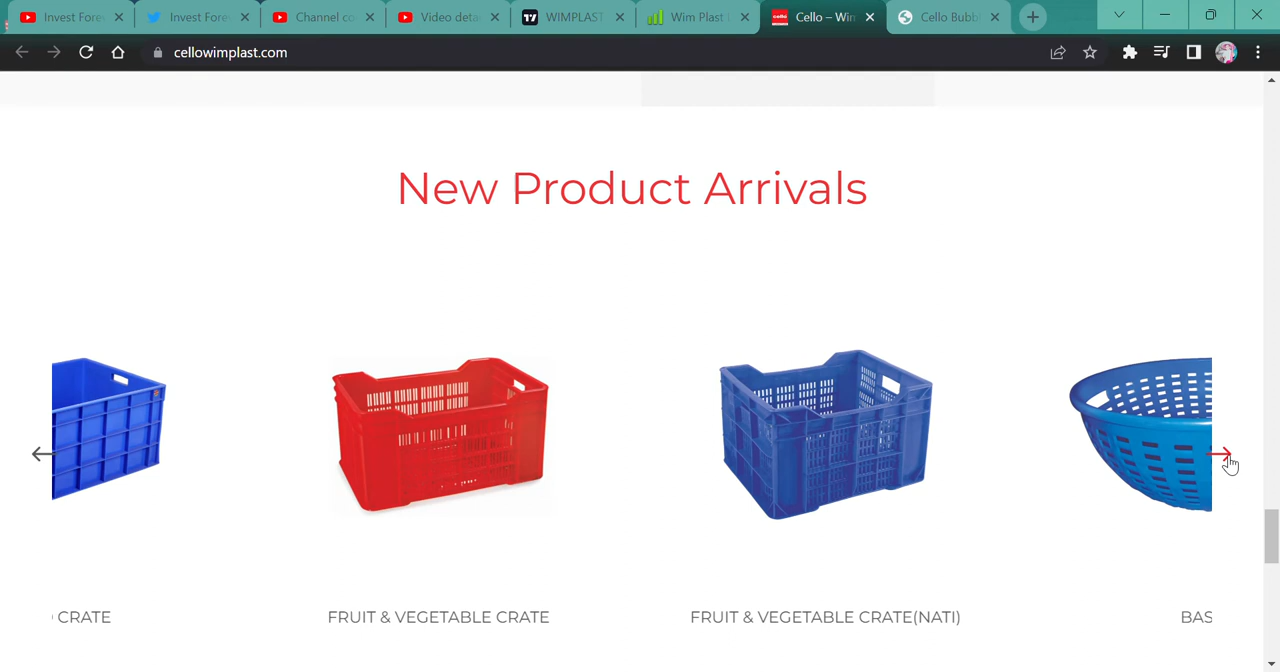 Invest Fore
Invest Fore
Channel co
Video deta
WIMPLAST
Wim Plast
Cello – Wim
Cello Bubb
cellowimplast.com
New Product Arrivals
CRATE
FRUIT & VEGETABLE CRATE
FRUIT & VEGETABLE CRATE(NATI)
BAS